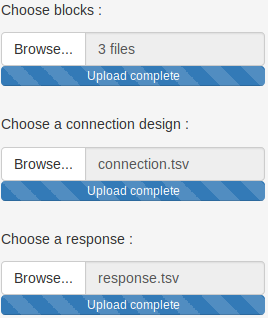 Choose blocks :
Browse... 3 files
Upload complete
Choose a connection design :
Browse... connection.tsv
Upload complete
Choose a response :
Browse... response.tsv
Upload complete